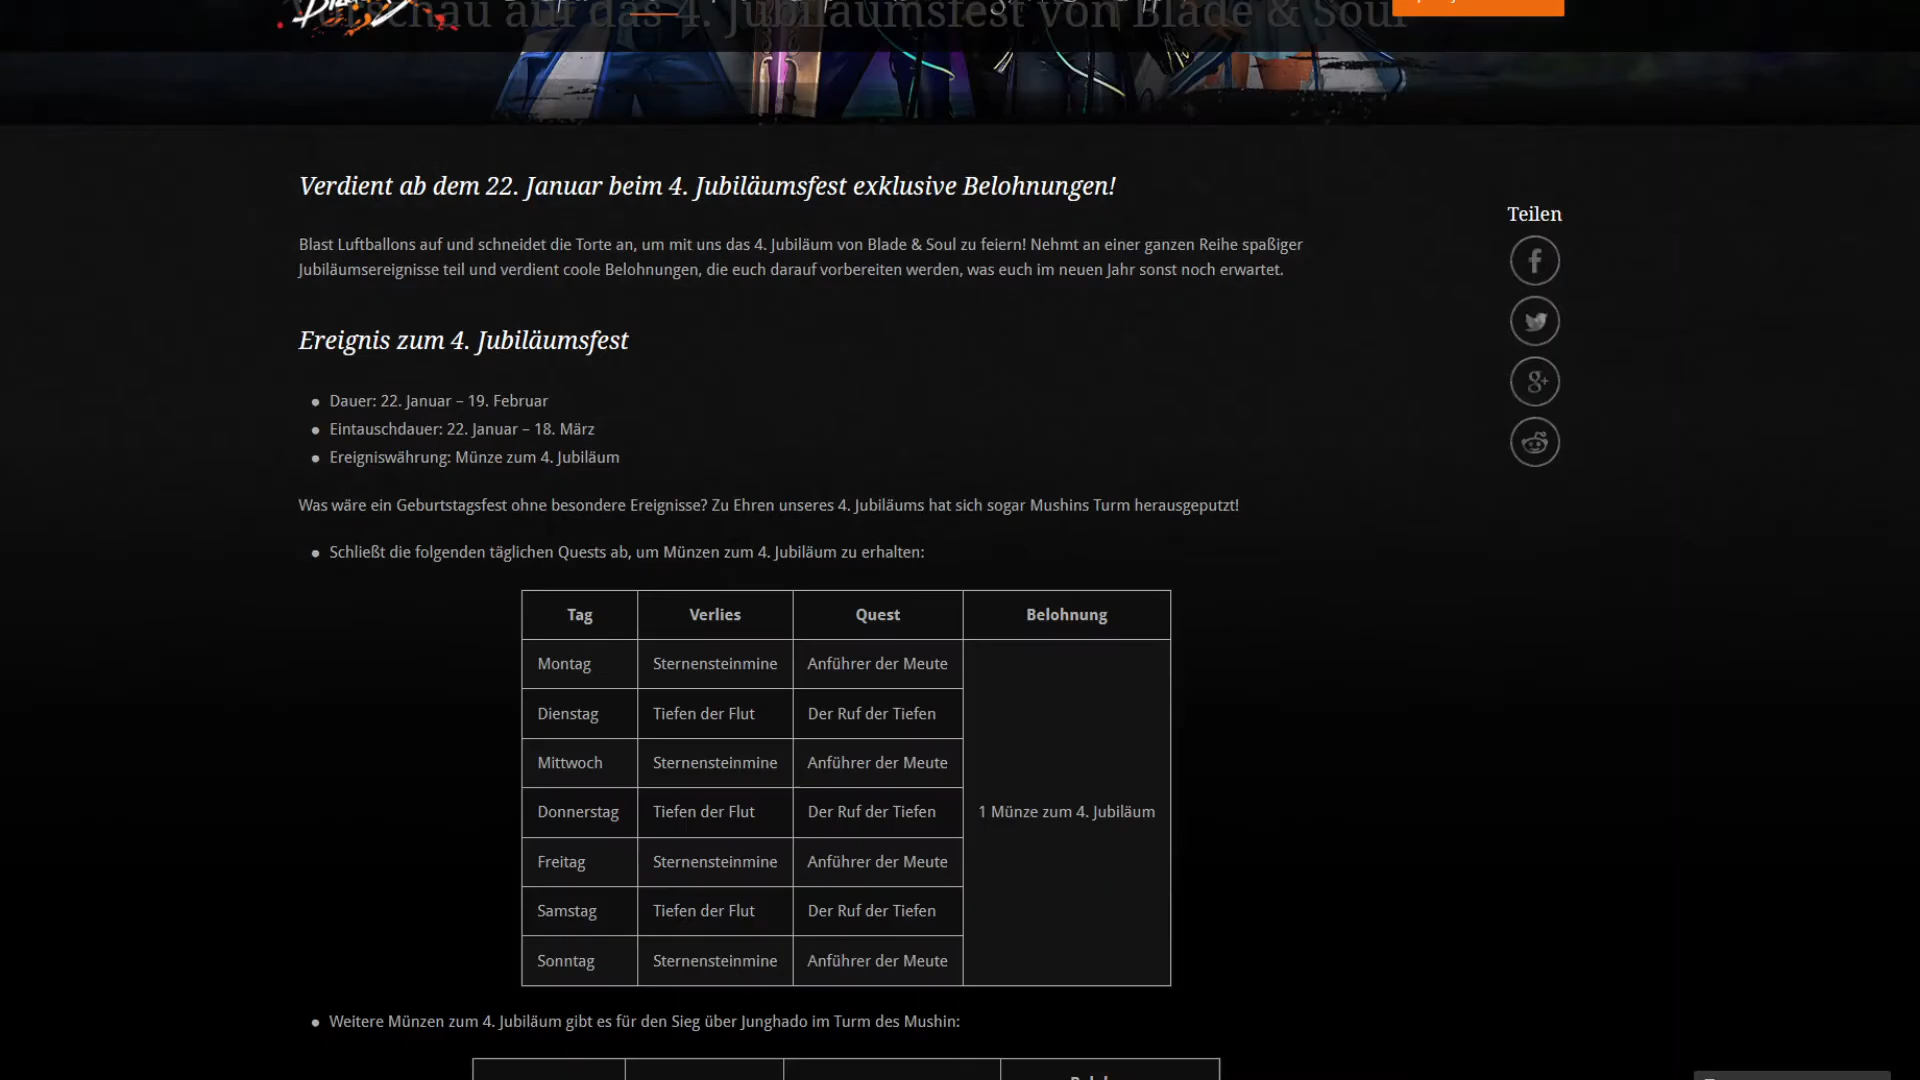 Vorschau auf das 4. Jubiläumsfest von Blade & Soul
Verdient ab dem 22. Januar beim 4. Jubiläumsfest exklusive Belohnungen!
Teilen
Blast Luftballons auf und schneidet die Torte an, um mit uns das 4. Jubiläum von Blade & Soul zu feiern! Nehmt an einer ganzen Reihe spaßiger
Jubiläumsereignisse teil und verdient coole Belohnungen, die euch darauf vorbereiten werden, was euch im neuen Jahr sonst noch erwartet.
Ereignis zum 4. Jubiläumsfest
Dauer: 22. Januar – 19. Februar
Eintauschdauer: 22. Januar – 18. März
Ereigniswährung: Münze zum 4. Jubiläum
Was wäre ein Geburtstagsfest ohne besondere Ereignisse? Zu Ehren unseres 4. Jubiläums hat sich sogar Mushins Turm herausgeputzt!
Schließt die folgenden täglichen Quests ab, um Münzen zum 4. Jubiläum zu erhalten:
Tag Verlies Quest Belohnung
Montag Sternensteinmine Anführer der Meute
Dienstag Tiefen der Flut Der Ruf der Tiefen
Mittwoch Sternensteinmine Anführer der Meute
Donnerstag Tiefen der Flut Der Ruf der Tiefen 1 Münze zum 4. Jubiläum
Freitag Sternensteinmine Anführer der Meute
Samstag Tiefen der Flut Der Ruf der Tiefen
Sonntag Sternensteinmine Anführer der Meute
Weitere Münzen zum 4. Jubiläum gibt es für den Sieg über Junghado im Turm des Mushin: